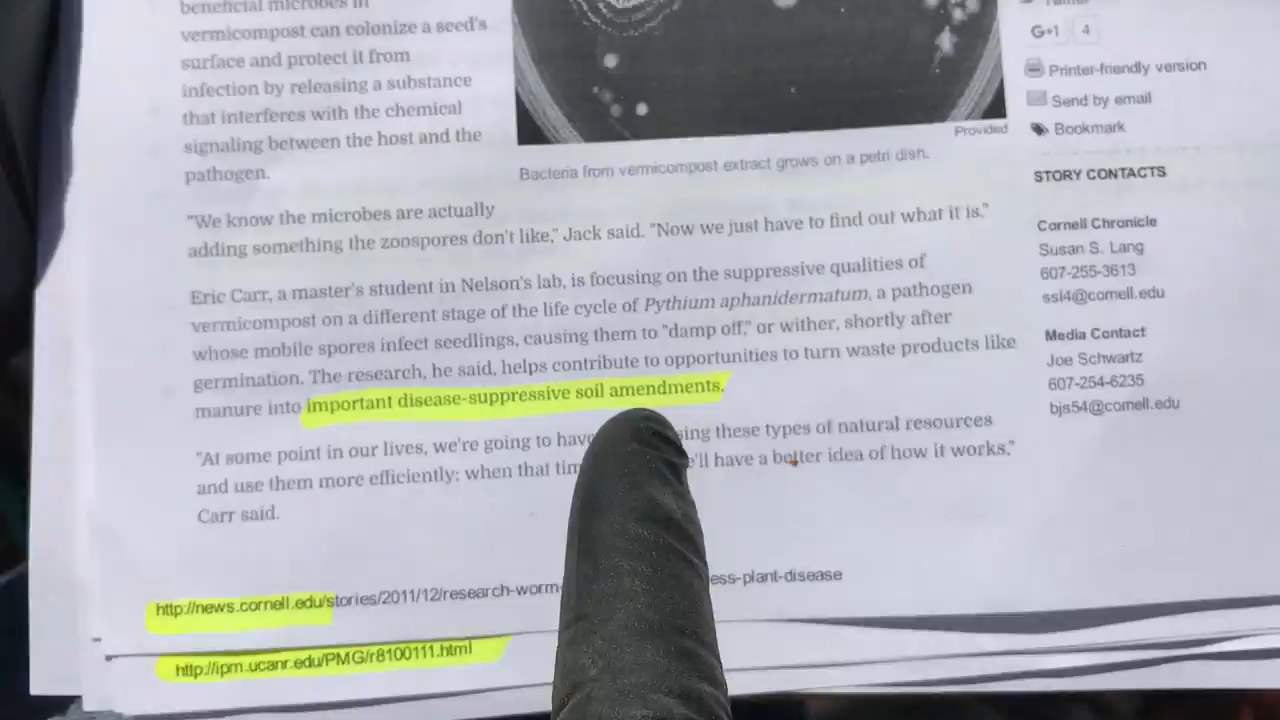 beneficial microbes in
vermicompost can colonize a seed's
surface and protect it from
infection by releasing a substance
that interferes with the chemical
signaling between the host and the
pathogen.
Provided
Bacteria from vermicompost extract grows on a petri dish.
"We know the microbes are actually
adding something the zoospores don't like," Jack said. "Now we just have to find out what it is."
Eric Carr, a master's student in Nelson's lab, is focusing on the suppressive qualities of
vermicompost on a different stage of the life cycle of Pythium aphanidermatum, a pathogen
whose mobile spores infect seedlings, causing them to "damp off," or wither, shortly after
germination. The research, he said, helps contribute to opportunities to turn waste products like
manure into important disease-suppressive soil amendments.
"At some point in our lives, we're going to have ing these types of natural resources
and use them more efficiently; when that tim e'll have a better idea of how it works,"
Carr said.
http://news.cornell.edu/stories/2011/12/research-worm ess-plant-disease
http://ipm.ucanr.edu/PMG/r8100111.html
G+1 4
Printer-friendly version
Send by email
Bookmark
STORY CONTACTS
Cornell Chronicle
Susan S. Lang
607-255-3613
ssl4@cornell.edu
Media Contact
Joe Schwartz
607-254-6235
bjs54@cornell.edu